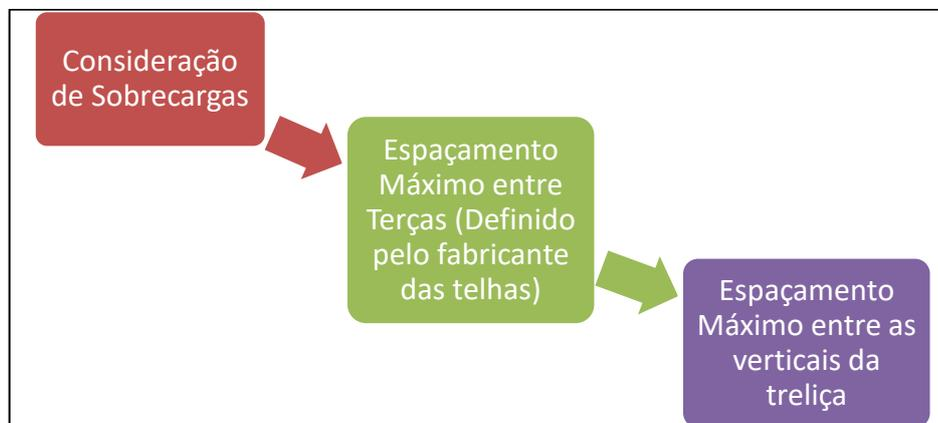 Consideração
de Sobrecargas
Espaçamento
Máximo entre
Terças (Definido
pelo fabricante
das telhas)
Espaçamento
Máximo entre as
verticais da
treliça